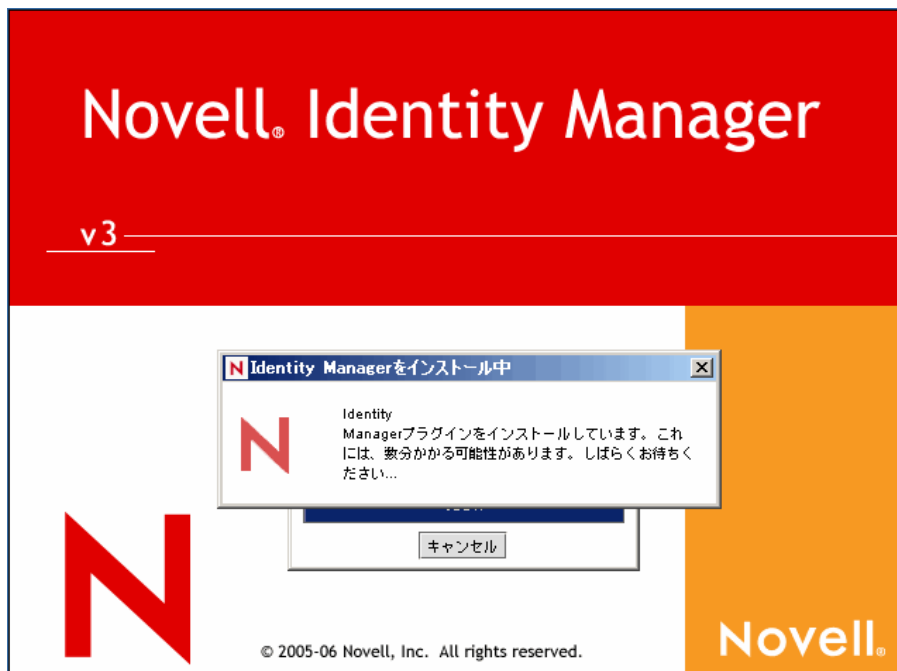 Novell® Identity Manager
v3
Identity Managerをインストール中
Identity
Managerプラグインをインストールしています。これ
には、数分かかる可能性があります。しばらくお待ちく
ださい...
キャンセル
© 2005-06 Novell, Inc. All rights reserved.
Novell®